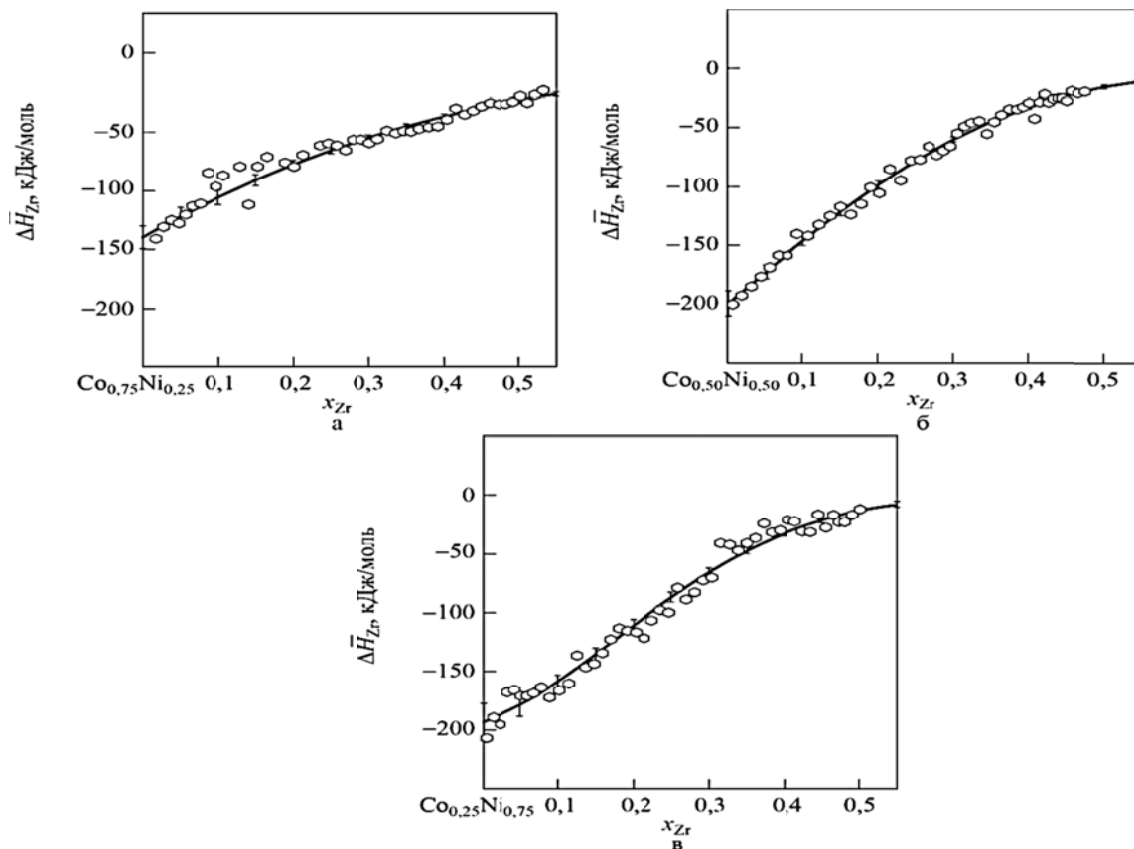 0
−50
−100
−150
−200
ΔH̅Zr, кДж/моль
Co0,75Ni0,25 0,1 0,2 0,3 0,4 0,5
xZr
а
0
−50
−100
−150
−200
ΔH̅Zr, кДж/моль
Co0,50Ni0,50 0,1 0,2 0,3 0,4 0,5
xZr
б
0
−50
−100
−150
−200
ΔH̅Zr, кДж/моль
Co0,25Ni0,75 0,1 0,2 0,3 0,4 0,5
xZr
в